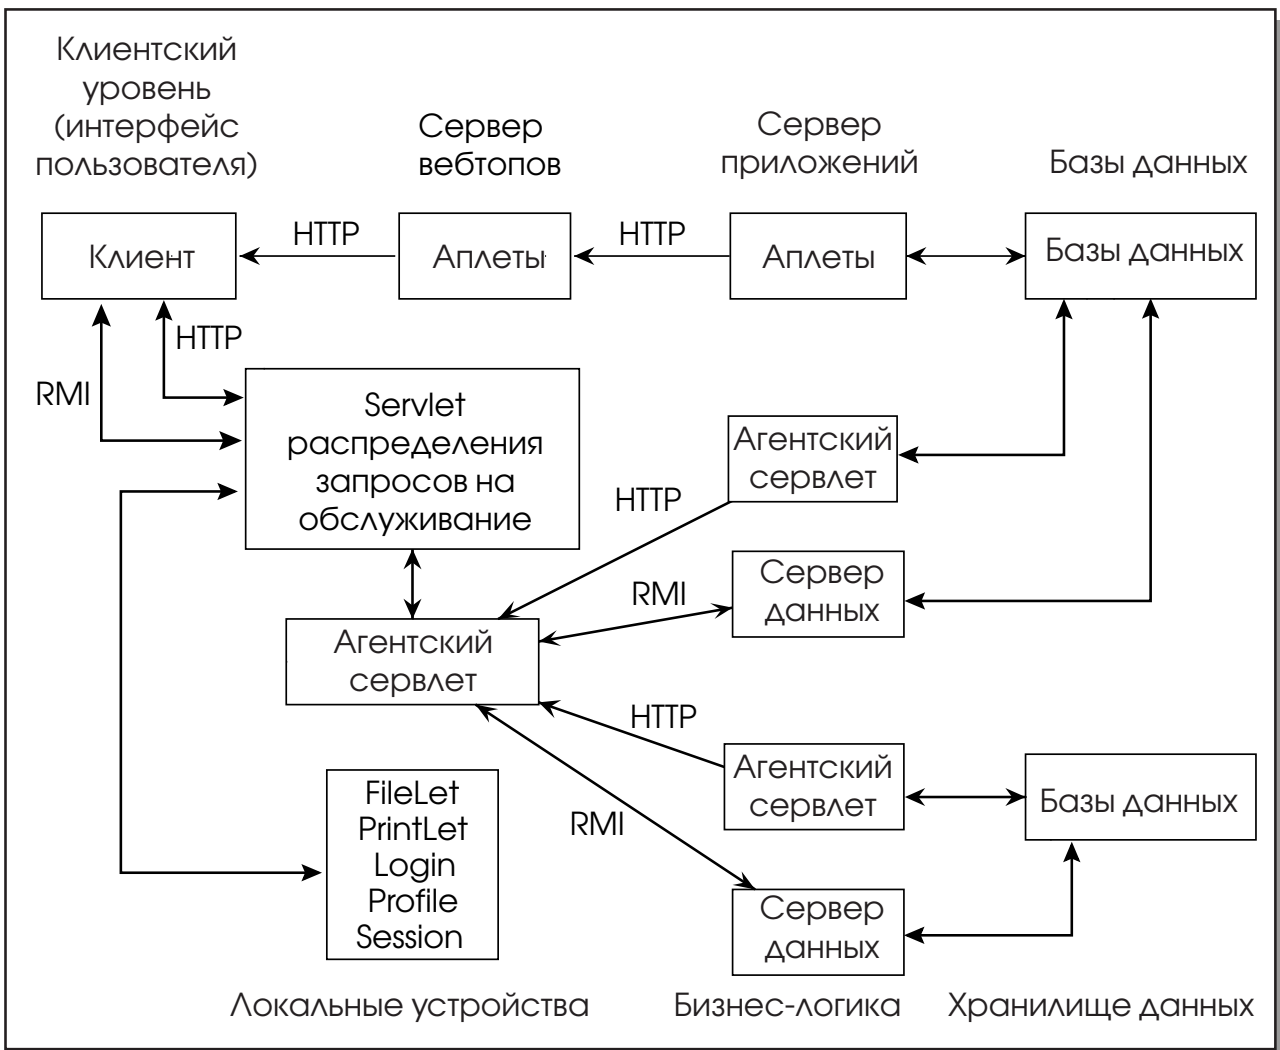 Клиентский
уровень
(интерфейс
пользователя)
Сервер
вебтопов
Сервер
приложений
Базы данных
Клиент
HTTP
Аплеты
HTTP
Аплеты
Базы данных
HTTP
RMI
Servlet
распределения
запросов на
обслуживание
Агентский
сервлет
HTTP
Сервер
данных
RMI
Агентский
сервлет
HTTP
Агентский
сервлет
Базы данных
RMI
FileLet
PrintLet
Login
Profile
Session
Сервер
данных
Локальные устройства
Бизнес-логика
Хранилище данных